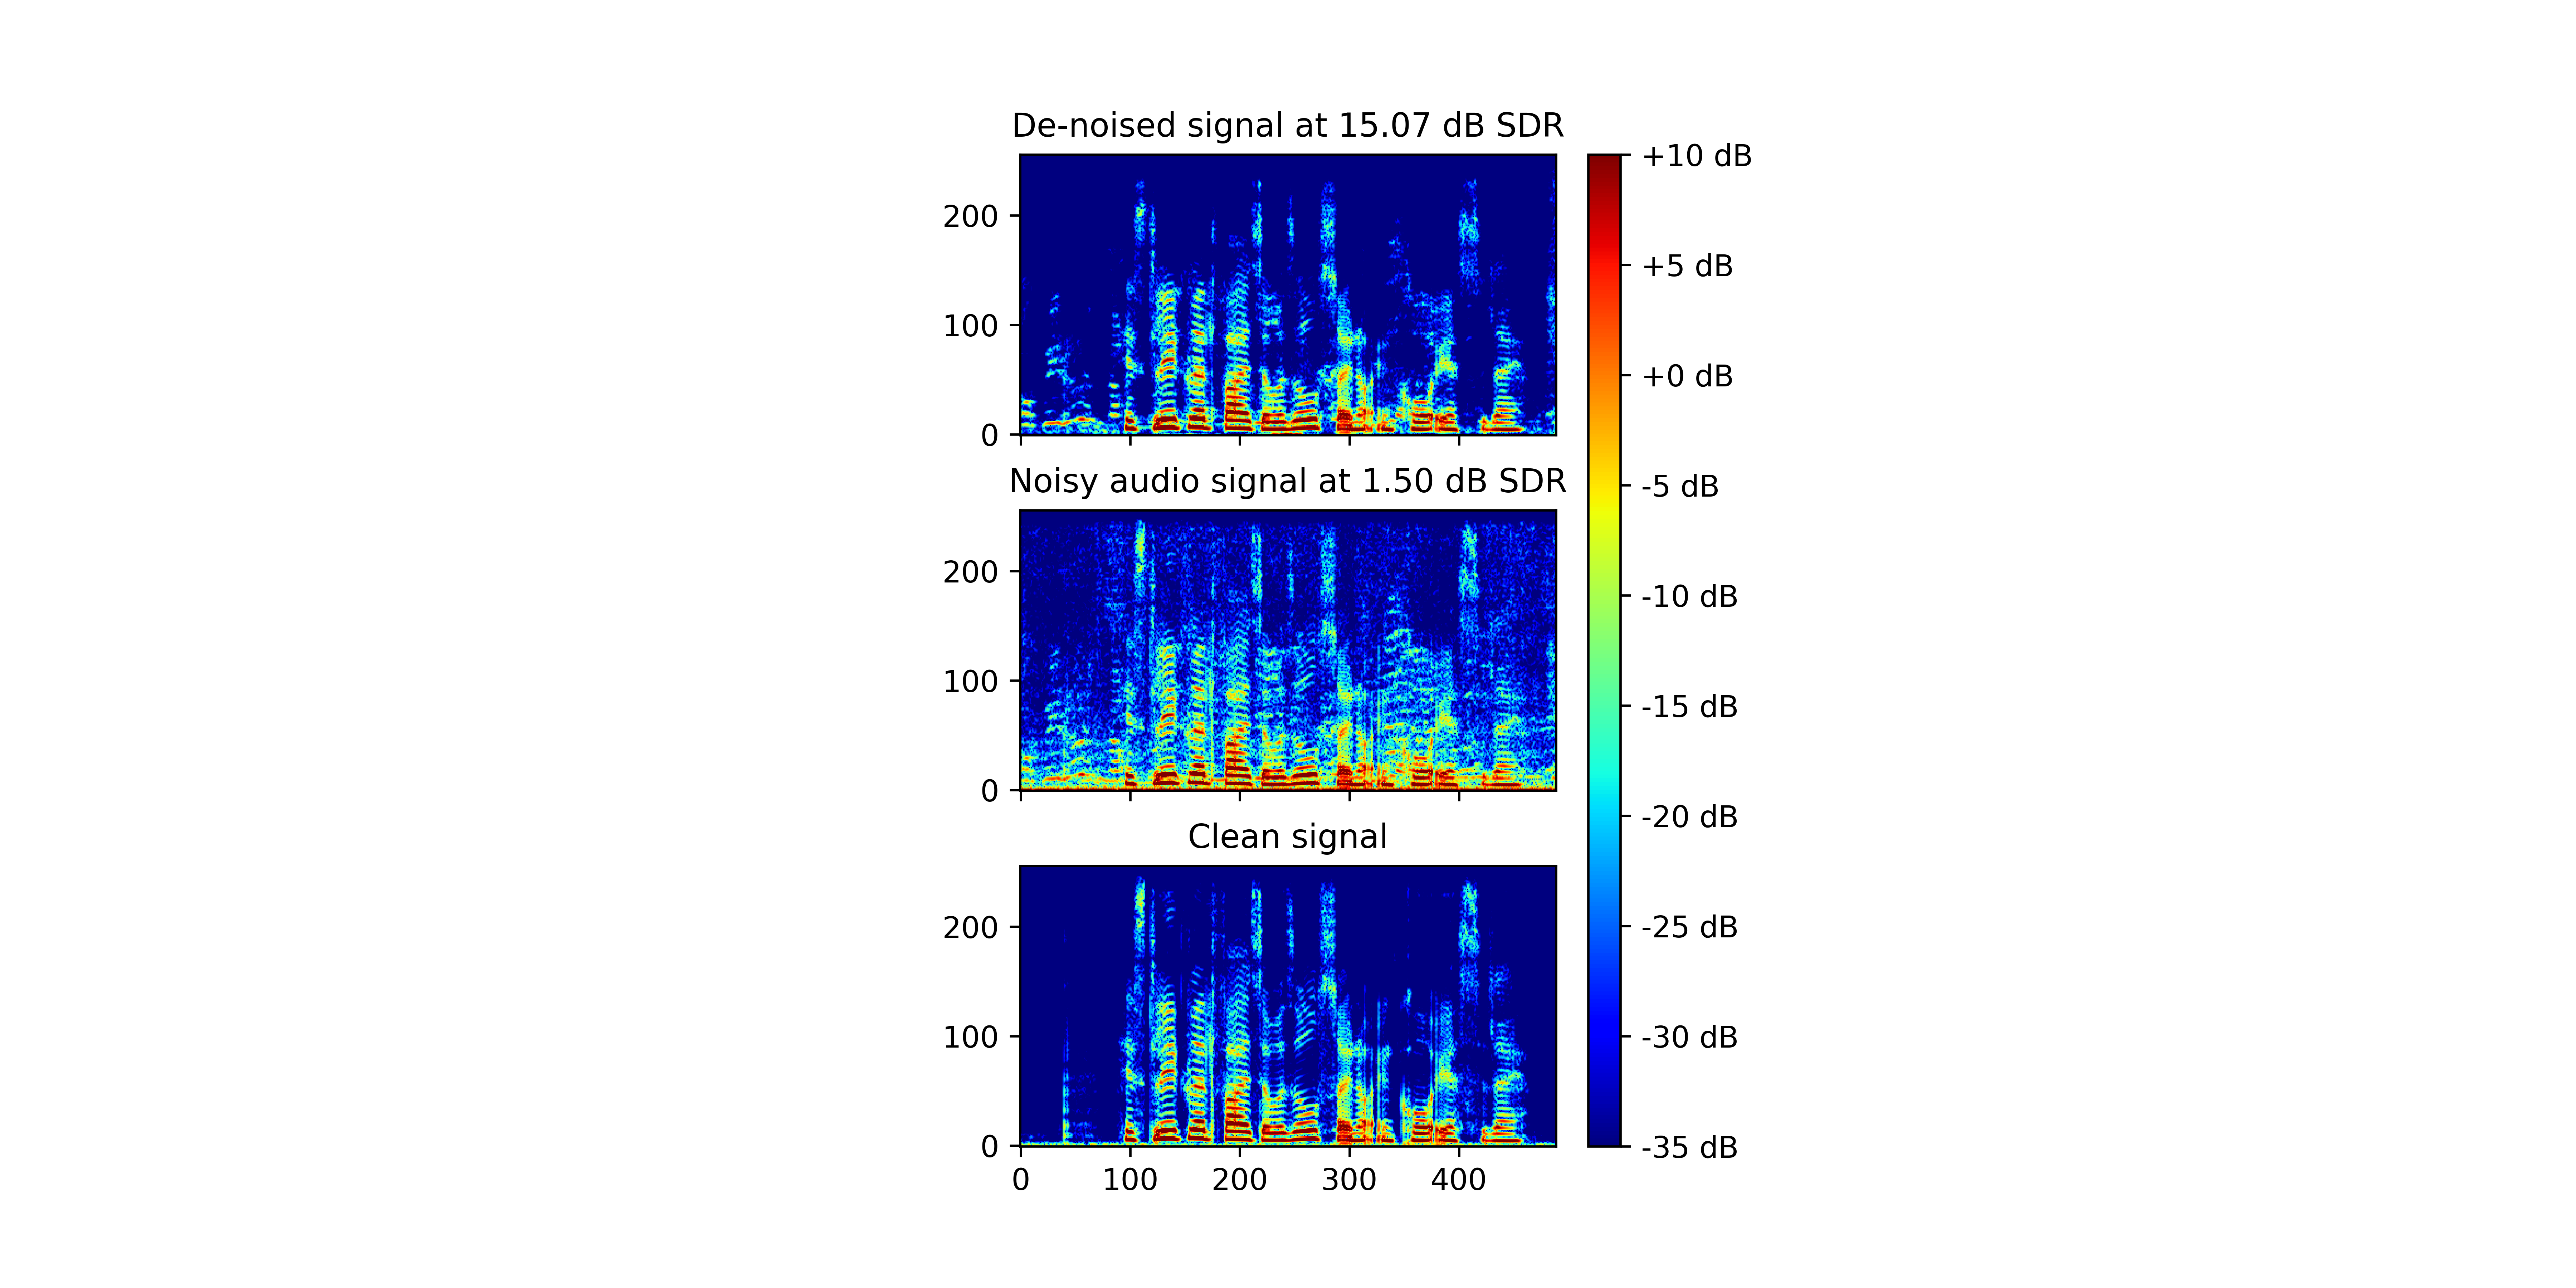 De-noised signal at 15.07 dB SDR
200
100
0
Noisy audio signal at 1.50 dB SDR
200
100
0
Clean signal
200
100
0
0 100 200 300 400
+10 dB
+5 dB
+0 dB
-5 dB
-10 dB
-15 dB
-20 dB
-25 dB
-30 dB
-35 dB